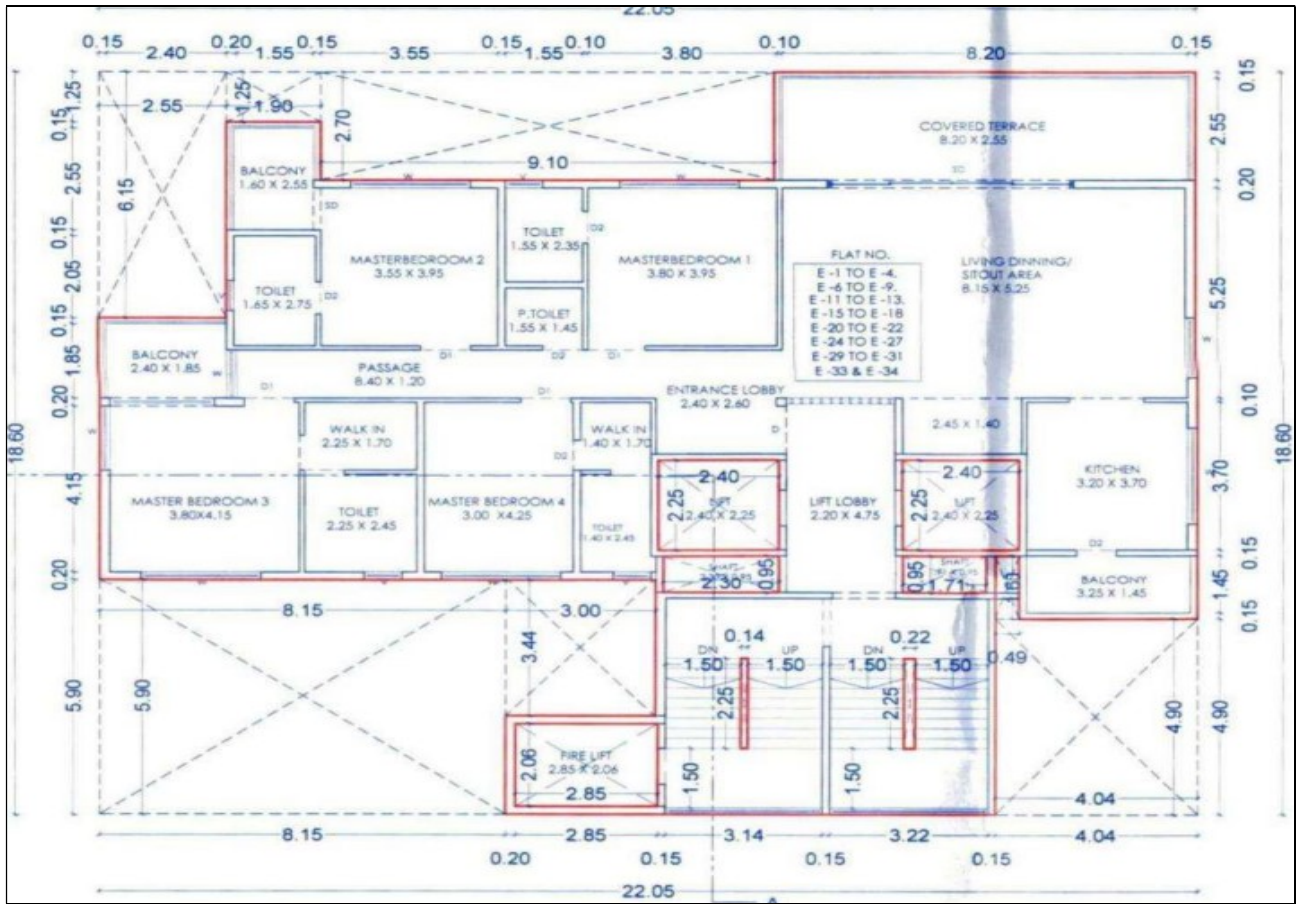 22.05
0.15 0.20 0.15 0.15 0.10 0.10 0.15
2.40 1.55 3.55 1.55 3.80 8.20
0.15
1.25
0.15
2.55
0.15
2.05
0.15
1.85
0.20
4.15
0.20
5.90
18.60
2.55
1.25
1.90
2.70
6.15
9.10
COVERED TERRACE
8.20 X 2.55
SD
BALCONY
1.60 X 2.55
SD
W
V
W
TOILET
1.55 X 2.35
D2
MASTERBEDROOM 2
3.55 X 3.95
MASTERBEDROOM 1
3.80 X 3.95
FLAT NO.
E -1 TO E -4.
E -6 TO E -9.
E -11 TO E -13.
E -15 TO E -18
E -20 TO E -22
E -24 TO E -27
E -29 TO E -31
E -33 & E -34
LIVING DINNING/
SITOUT AREA
8.15 X 5.25
TOILET
1.65 X 2.75
D2
P.TOILET
1.55 X 1.45
D1 D2 D1
BALCONY
2.40 X 1.85
W
PASSAGE
8.40 X 1.20
D1
D1
ENTRANCE LOBBY
2.40 X 2.60
D
2.45 X 1.40
WALK IN
2.25 X 1.70
WALK IN
1.40 X 1.70
D2
MASTER BEDROOM 3
3.80X4.15
TOILET
2.25 X 2.45
MASTER BEDROOM 4
3.00 X4.25
TOILET
1.40 X 2.45
2.40
2.25
LIFT
2.40 X 2.25
LIFT LOBBY
2.20 X 4.75
2.40
2.25
LIFT
2.40 X 2.25
KITCHEN
3.20 X 3.70
D2
BALCONY
3.25 X 1.45
SHAFT
2.30
0.95
0.95
SHAFT
1.71
1.60
8.15
3.00
3.44
5.90
0.14
DN UP
1.50 1.50
2.25
1.50
0.22
DN UP
1.50 1.50
2.25
1.50
0.49
4.90
4.04
FIRE LIFT
2.85 X 2.06
2.06
2.85
0.15
2.55
0.20
5.25
0.10
3.70
0.15
1.45
0.15
4.90
18.60
8.15 2.85 3.14 3.22 4.04
0.20 0.15 0.15 0.15
22.05
A